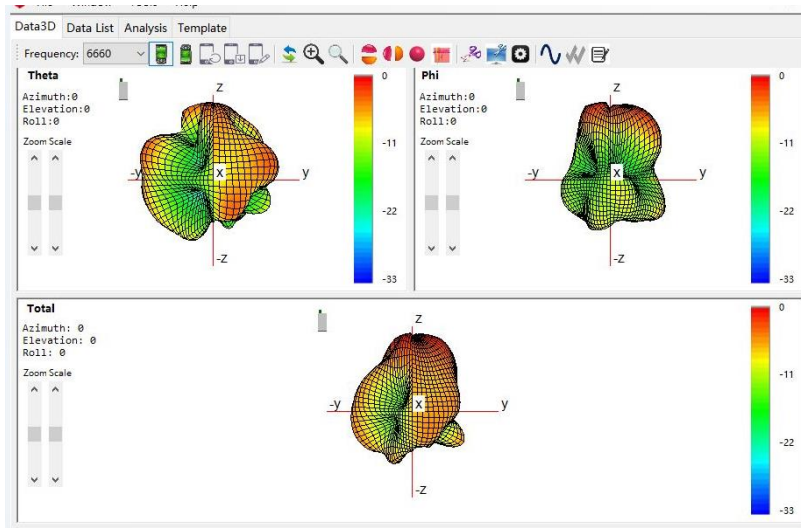 Data3D Data List Analysis Template
Frequency: 6660
Theta
Azimuth:0
Elevation:0
Roll:0
Zoom Scale
z
-y
x
y
-z
0
-11
-22
-33
Phi
Azimuth:0
Elevation:0
Roll:0
Zoom Scale
z
-y
x
y
-z
0
-11
-22
-33
Total
Azimuth: 0
Elevation: 0
Roll: 0
Zoom Scale
z
-y
x
y
-z
0
-11
-22
-33